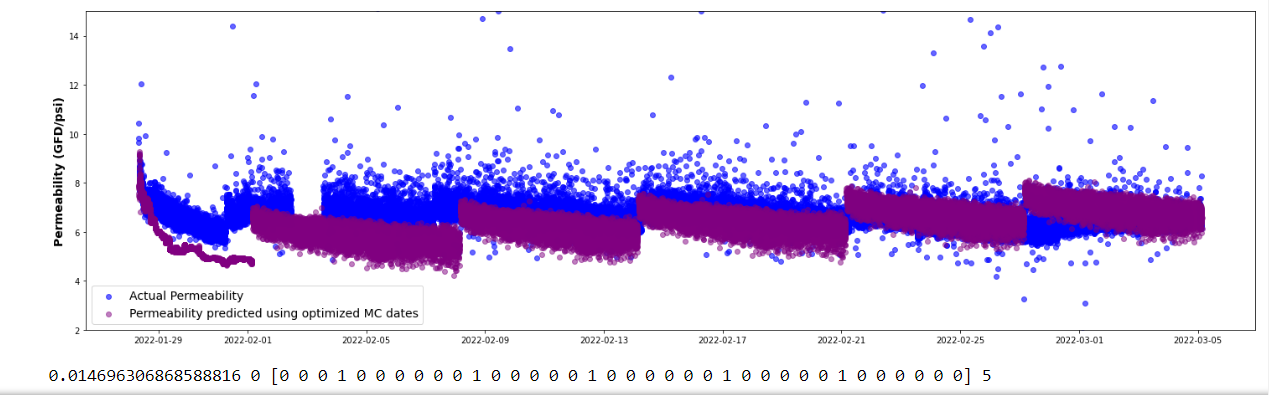 14
12
10
8
6
4
2
Permeability (GFD/psi)
Actual Permeability
Permeability predicted using optimized MC dates
2022-01-29 2022-02-01 2022-02-05 2022-02-09 2022-02-13 2022-02-17 2022-02-21 2022-02-25 2022-03-01 2022-03-05
0.014696306868588816 0 [0 0 0 1 0 0 0 0 0 0 1 0 0 0 0 0 1 0 0 0 0 0 0 1 0 0 0 0 0 1 0 0 0 0 0 0] 5